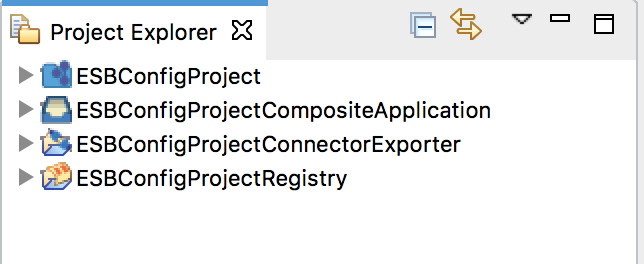 Project Explorer
ESBConfigProject
ESBConfigProjectCompositeApplication
ESBConfigProjectConnectorExporter
ESBConfigProjectRegistry